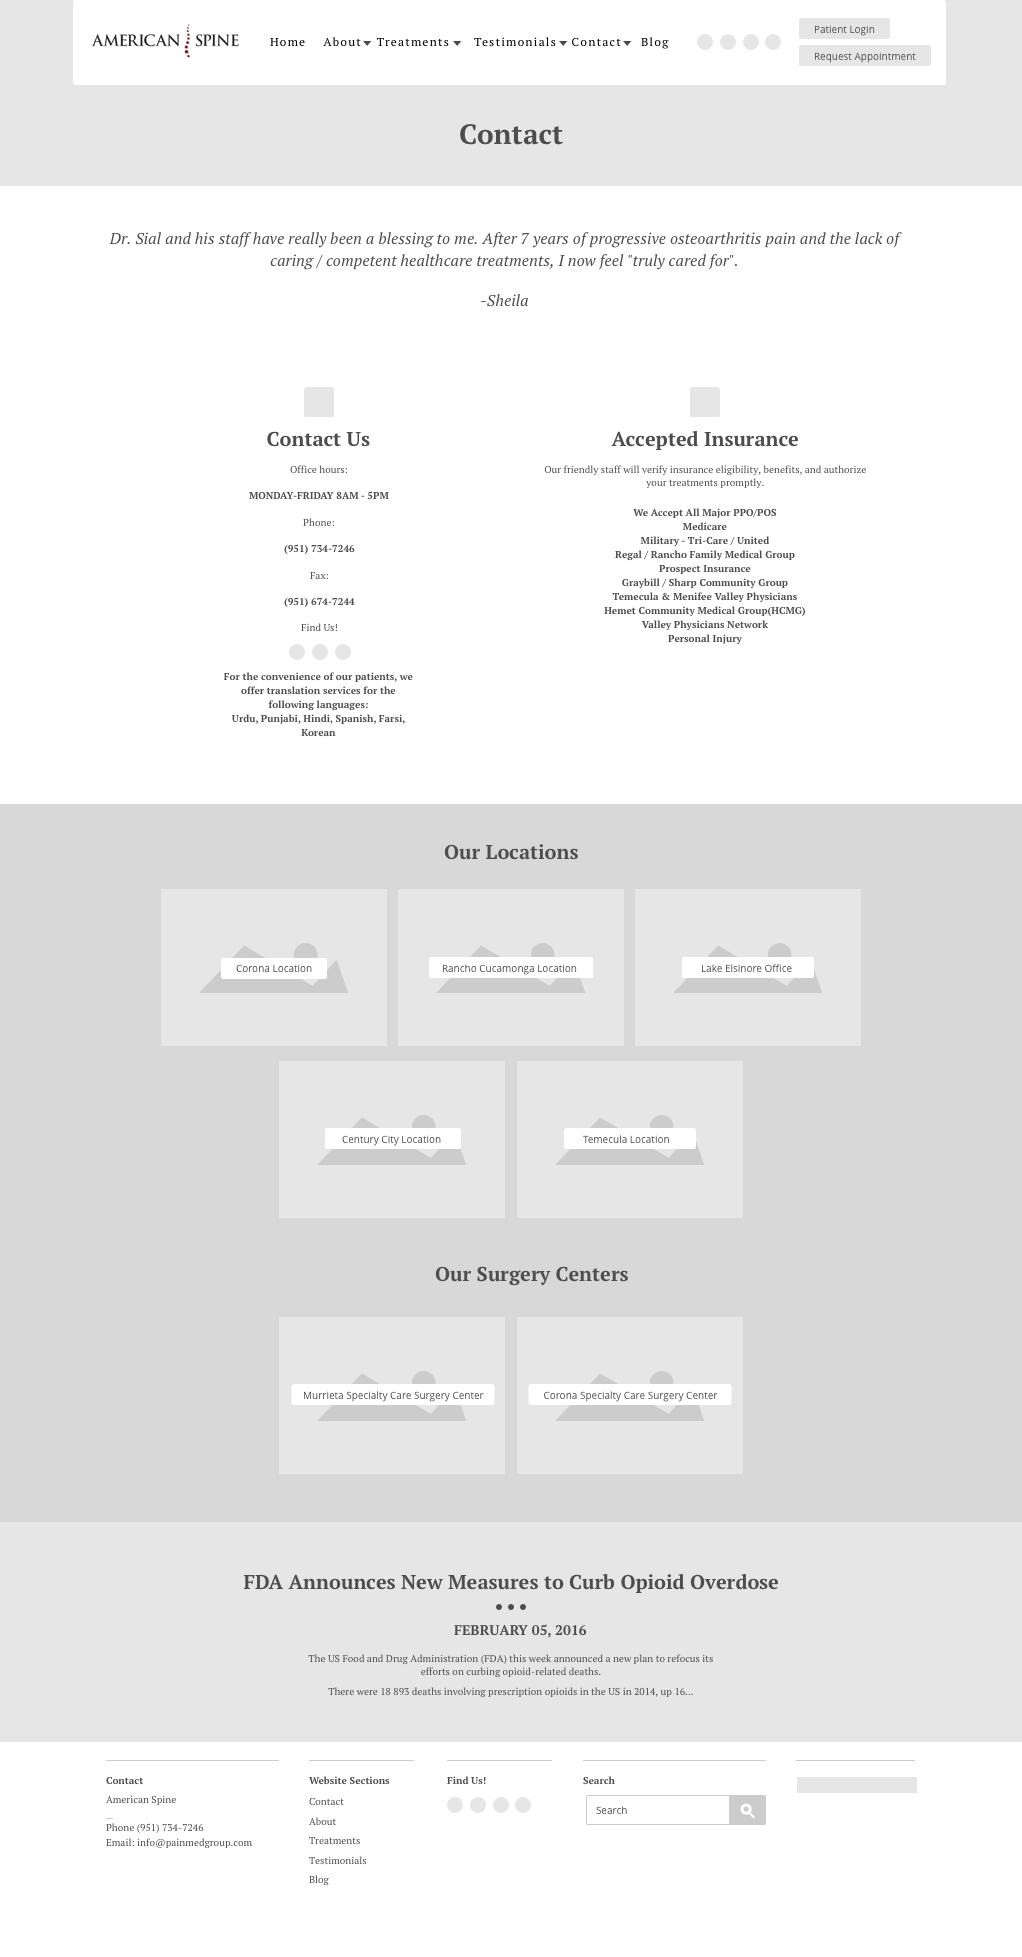 AMERICAN SPINE
Home About Treatments Testimonials Contact Blog
Patient Login
Request Appointment
Contact
Dr. Sial and his staff have really been a blessing to me. After 7 years of progressive osteoarthritis pain and the lack of
caring / competent healthcare treatments, I now feel "truly cared for".
-Sheila
Contact Us
Office hours:
MONDAY-FRIDAY 8AM - 5PM
Phone:
(951) 734-7246
Fax:
(951) 674-7244
Find Us!
For the convenience of our patients, we
offer translation services for the
following languages:
Urdu, Punjabi, Hindi, Spanish, Farsi,
Korean
Accepted Insurance
Our friendly staff will verify insurance eligibility, benefits, and authorize
your treatments promptly.
We Accept All Major PPO/POS
Medicare
Military - Tri-Care / United
Regal / Rancho Family Medical Group
Prospect Insurance
Graybill / Sharp Community Group
Temecula & Menifee Valley Physicians
Hemet Community Medical Group(HCMG)
Valley Physicians Network
Personal Injury
Our Locations
Corona Location
Rancho Cucamonga Location
Lake Elsinore Office
Century City Location
Temecula Location
Our Surgery Centers
Murrieta Specialty Care Surgery Center
Corona Specialty Care Surgery Center
FDA Announces New Measures to Curb Opioid Overdose
FEBRUARY 05, 2016
The US Food and Drug Administration (FDA) this week announced a new plan to refocus its
efforts on curbing opioid-related deaths.
There were 18 893 deaths involving prescription opioids in the US in 2014, up 16...
Contact
American Spine
__
Phone (951) 734-7246
Email: info@painmedgroup.com
Website Sections
Contact
About
Treatments
Testimonials
Blog
Find Us!
Search
Search